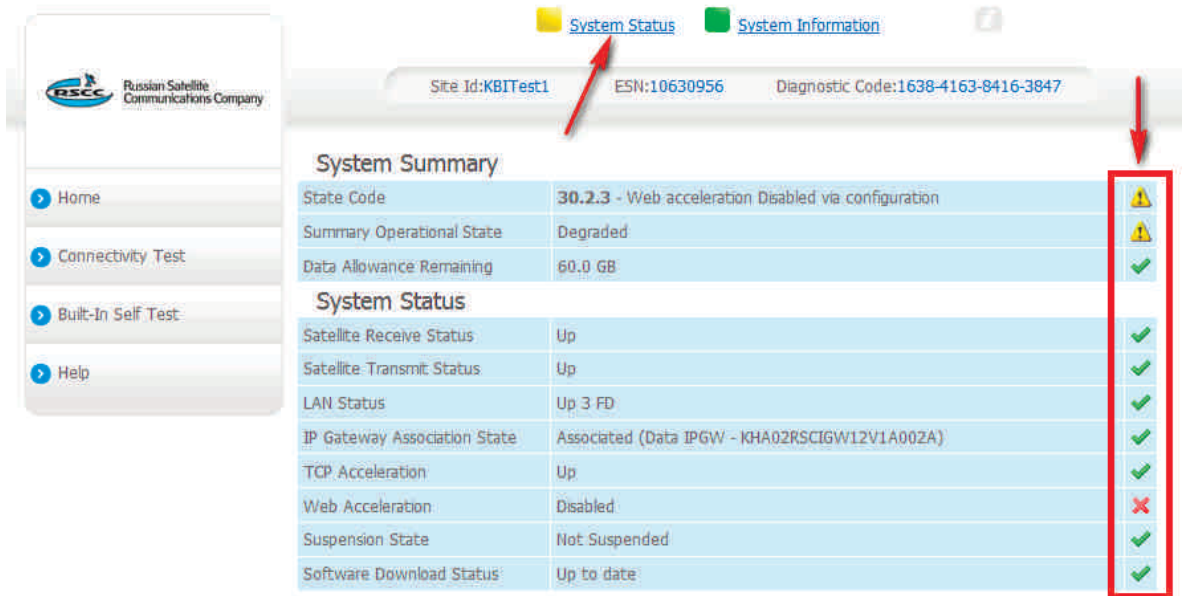 System Status System Information
RSCC Russian Satellite
Communications Company
Site Id:KBITest1 ESN:10630956 Diagnostic Code:1638-4163-8416-3847
Home
Connectivity Test
Built-In Self Test
Help
System Summary
State Code 30.2.3 - Web acceleration Disabled via configuration
Summary Operational State Degraded
Data Allowance Remaining 60.0 GB
System Status
Satellite Receive Status Up
Satellite Transmit Status Up
LAN Status Up 3 FD
IP Gateway Association State Associated (Data IPGW - KHA02RSCIGW12V1A002A)
TCP Acceleration Up
Web Acceleration Disabled
Suspension State Not Suspended
Software Download Status Up to date